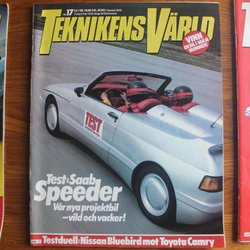 TEKNIKENS VÄRLD
Nr 17
VINN
TEST
Test: Saab
Speeder
Vår nya projektbil
– vild och vacker!
Testduell: Nissan Bluebird mot Toyota Camry